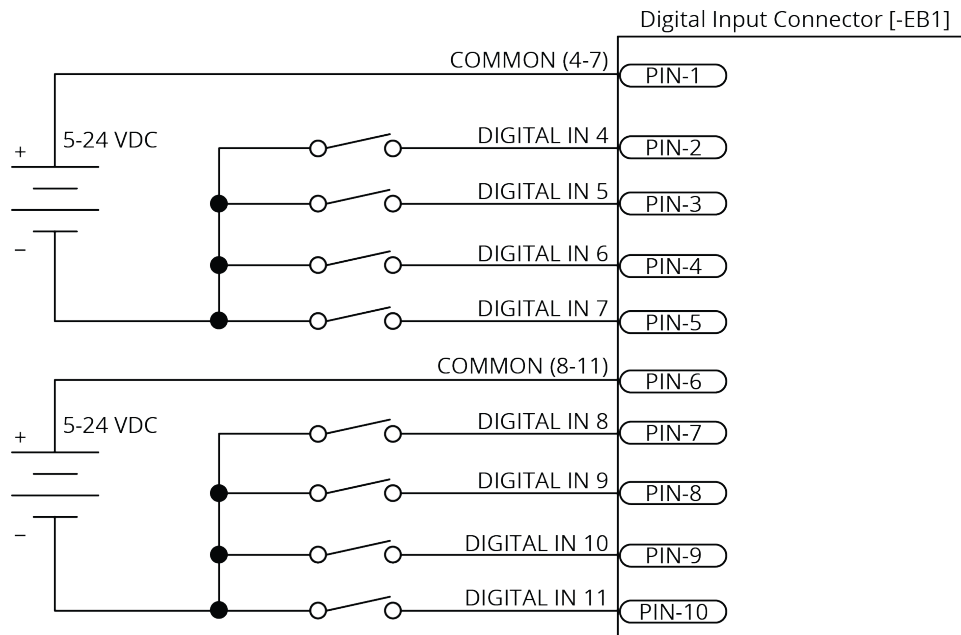 Digital Input Connector [-EB1]
COMMON (4-7)
PIN-1
5-24 VDC
+
DIGITAL IN 4
PIN-2
DIGITAL IN 5
PIN-3
DIGITAL IN 6
PIN-4
–
DIGITAL IN 7
PIN-5
COMMON (8-11)
PIN-6
5-24 VDC
+
DIGITAL IN 8
PIN-7
DIGITAL IN 9
PIN-8
–
DIGITAL IN 10
PIN-9
DIGITAL IN 11
PIN-10